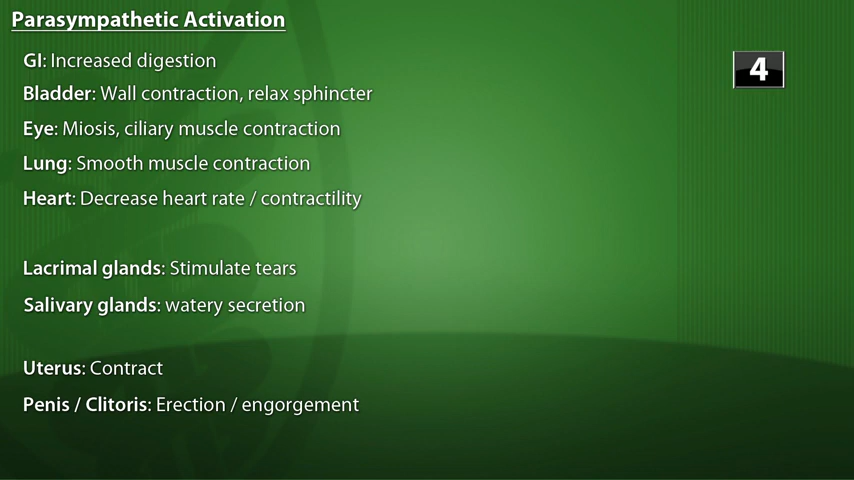 Parasympathetic Activation
4
GI: Increased digestion
Bladder: Wall contraction, relax sphincter
Eye: Miosis, ciliary muscle contraction
Lung: Smooth muscle contraction
Heart: Decrease heart rate / contractility
Lacrimal glands: Stimulate tears
Salivary glands: watery secretion
Uterus: Contract
Penis / Clitoris: Erection / engorgement